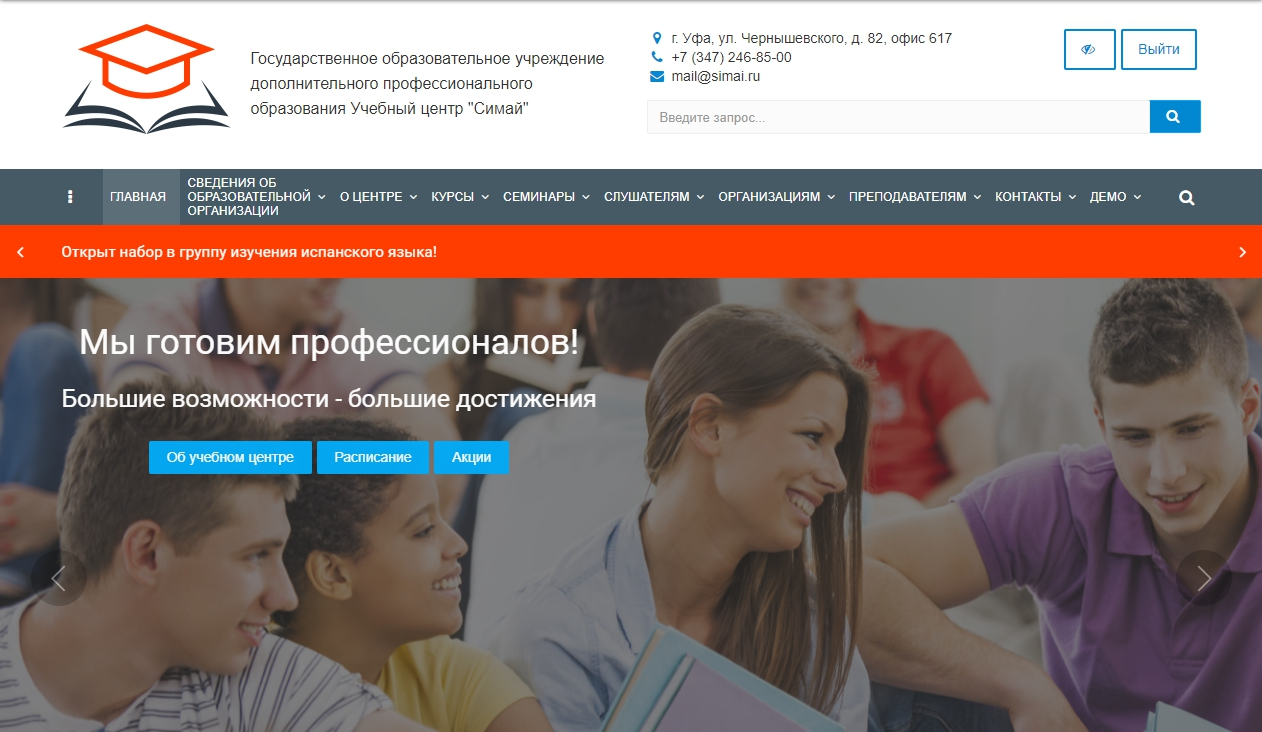 Государственное образовательное учреждение
дополнительного профессионального
образования Учебный центр "Симай"
г. Уфа, ул. Чернышевского, д. 82, офис 617
+7 (347) 246-85-00
mail@simai.ru
Выйти
Введите запрос...
ГЛАВНАЯ
СВЕДЕНИЯ ОБ
ОБРАЗОВАТЕЛЬНОЙ
ОРГАНИЗАЦИИ
О ЦЕНТРЕ
КУРСЫ
СЕМИНАРЫ
СЛУШАТЕЛЯМ
ОРГАНИЗАЦИЯМ
ПРЕПОДАВАТЕЛЯМ
КОНТАКТЫ
ДЕМО
Открыт набор в группу изучения испанского языка!
Мы готовим профессионалов!
Большие возможности - большие достижения
Об учебном центре
Расписание
Акции